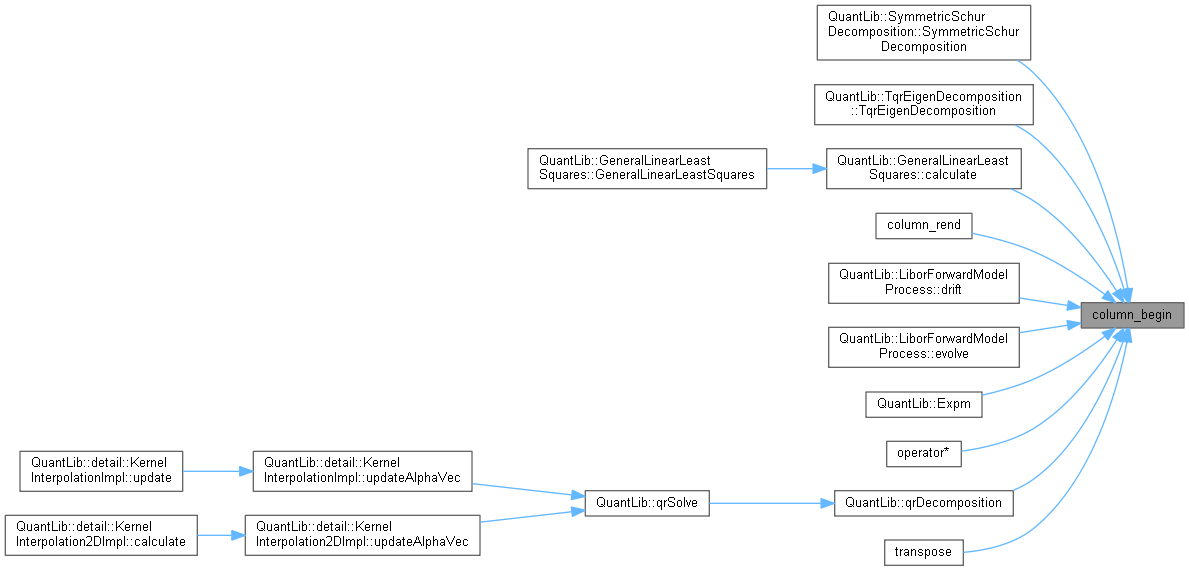 QuantLib::SymmetricSchur
Decomposition::SymmetricSchur
Decomposition
QuantLib::TqrEigenDecomposition
::TqrEigenDecomposition
QuantLib::GeneralLinearLeast
Squares::GeneralLinearLeastSquares
QuantLib::GeneralLinearLeast
Squares::calculate
column_rend
QuantLib::LiborForwardModel
Process::drift
column_begin
QuantLib::LiborForwardModel
Process::evolve
QuantLib::Expm
operator*
QuantLib::detail::Kernel
InterpolationImpl::update
QuantLib::detail::Kernel
InterpolationImpl::updateAlphaVec
QuantLib::qrSolve
QuantLib::qrDecomposition
QuantLib::detail::Kernel
Interpolation2DImpl::calculate
QuantLib::detail::Kernel
Interpolation2DImpl::updateAlphaVec
transpose